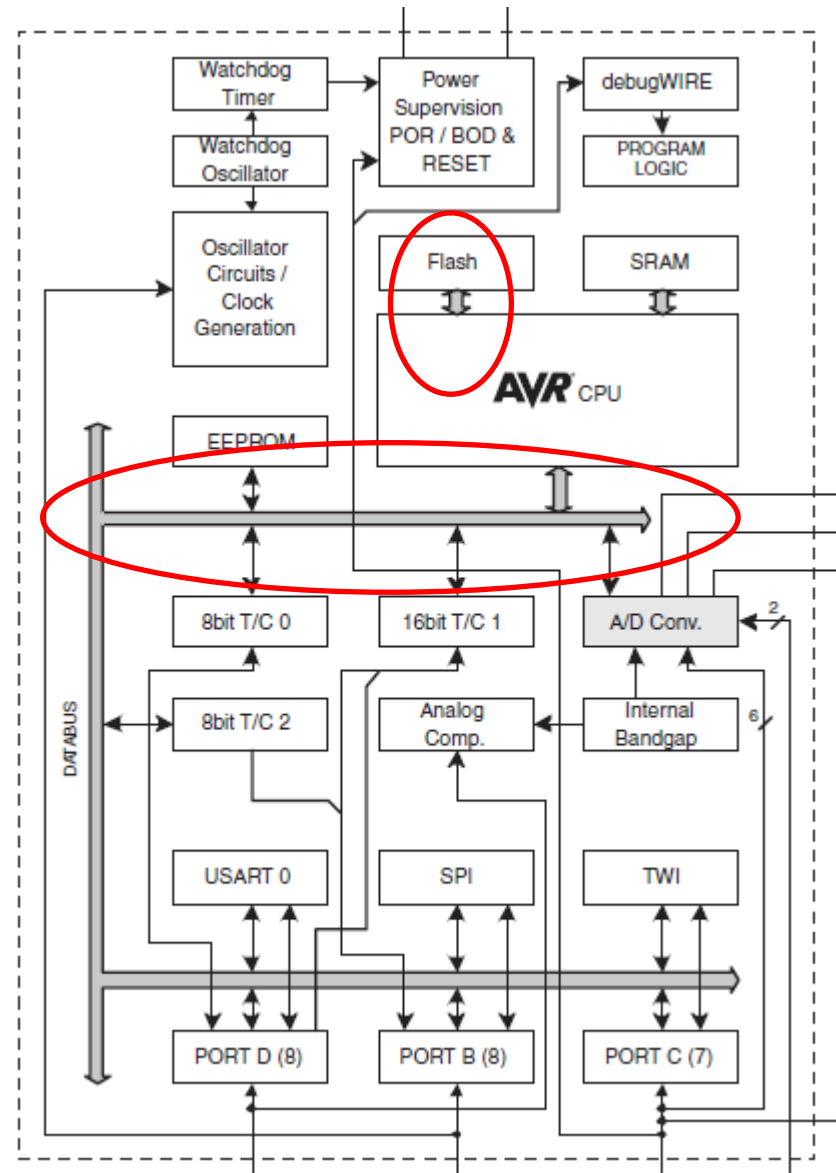 Watchdog
Timer
Power
Supervision
POR / BOD &
RESET
debugWIRE
Watchdog
Oscillator
PROGRAM
LOGIC
Oscillator
Circuits /
Clock
Generation
Flash
SRAM
AVR CPU
EEPROM
8bit T/C 0
16bit T/C 1
A/D Conv.
2
8bit T/C 2
Analog
Comp.
Internal
Bandgap
6
DATABUS
USART 0
SPI
TWI
PORT D (8)
PORT B (8)
PORT C (7)